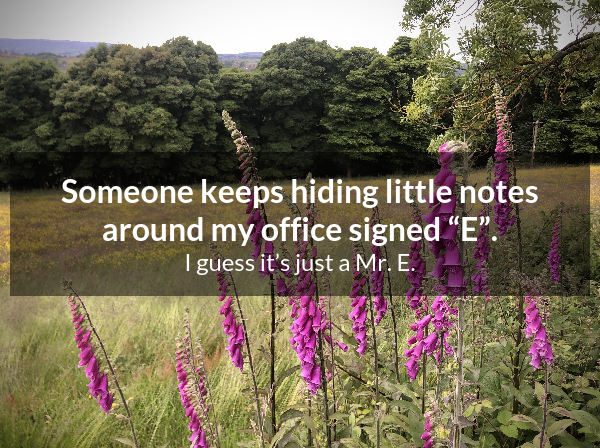 Someone keeps hiding little notes
around my office signed “E”.
I guess it’s just a Mr. E.